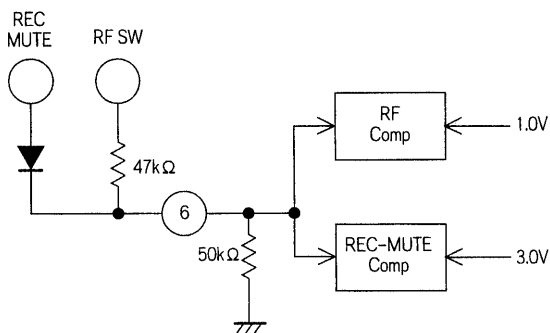 REC
MUTE
RF SW
47kΩ
6
50kΩ
RF
Comp
1.0V
REC-MUTE
Comp
3.0V